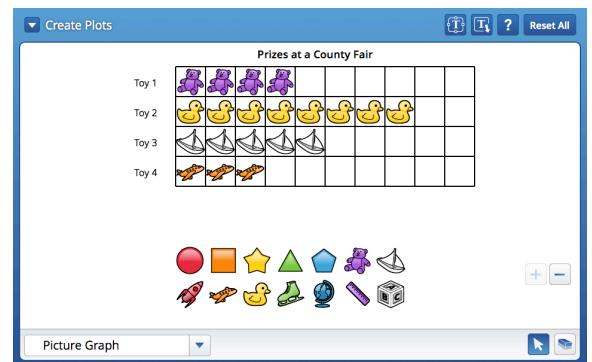 Create Plots
T
T
?
Reset All
Prizes at a County Fair
Toy 1
Toy 2
Toy 3
Toy 4
+
−
Picture Graph